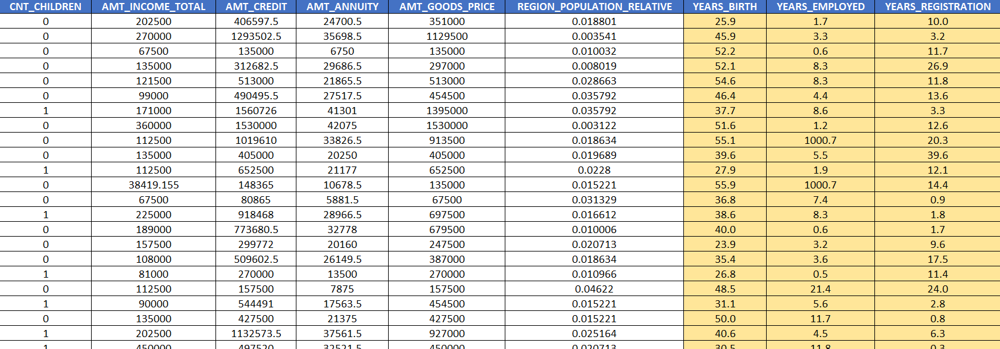 CNT_CHILDREN AMT_INCOME_TOTAL AMT_CREDIT AMT_ANNUITY AMT_GOODS_PRICE REGION_POPULATION_RELATIVE YEARS_BIRTH YEARS_EMPLOYED YEARS_REGISTRATION
0 202500 406597.5 24700.5 351000 0.018801 25.9 1.7 10.0
0 270000 1293502.5 35698.5 1129500 0.003541 45.9 3.3 3.2
0 67500 135000 6750 135000 0.010032 52.2 0.6 11.7
0 135000 312682.5 29686.5 297000 0.008019 52.1 8.3 26.9
0 121500 513000 21865.5 513000 0.028663 54.6 8.3 11.8
0 99000 490495.5 27517.5 454500 0.035792 46.4 4.4 13.6
1 171000 1560726 41301 1395000 0.035792 37.7 8.6 3.3
0 360000 1530000 42075 1530000 0.003122 51.6 1.2 12.6
0 112500 1019610 33826.5 913500 0.018634 55.1 1000.7 20.3
0 135000 405000 20250 405000 0.019689 39.6 5.5 39.6
1 112500 652500 21177 652500 0.0228 27.9 1.9 12.1
0 38419.155 148365 10678.5 135000 0.015221 55.9 1000.7 14.4
0 67500 80865 5881.5 67500 0.031329 36.8 7.4 0.9
1 225000 918468 28966.5 697500 0.016612 38.6 8.3 1.8
0 189000 773680.5 32778 679500 0.010006 40.0 0.6 1.7
0 157500 299772 20160 247500 0.020713 23.9 3.2 9.6
0 108000 509602.5 26149.5 387000 0.018634 35.4 3.6 17.5
1 81000 270000 13500 270000 0.010966 26.8 0.5 11.4
0 112500 157500 7875 157500 0.04622 48.5 21.4 24.0
1 90000 544491 17563.5 454500 0.015221 31.1 5.6 2.8
0 135000 427500 21375 427500 0.015221 50.0 11.7 0.8
1 202500 1132573.5 37561.5 927000 0.025164 40.6 4.5 6.3
1 450000 497520 32521.5 450000 0.020713 30.5 11.8 0.3